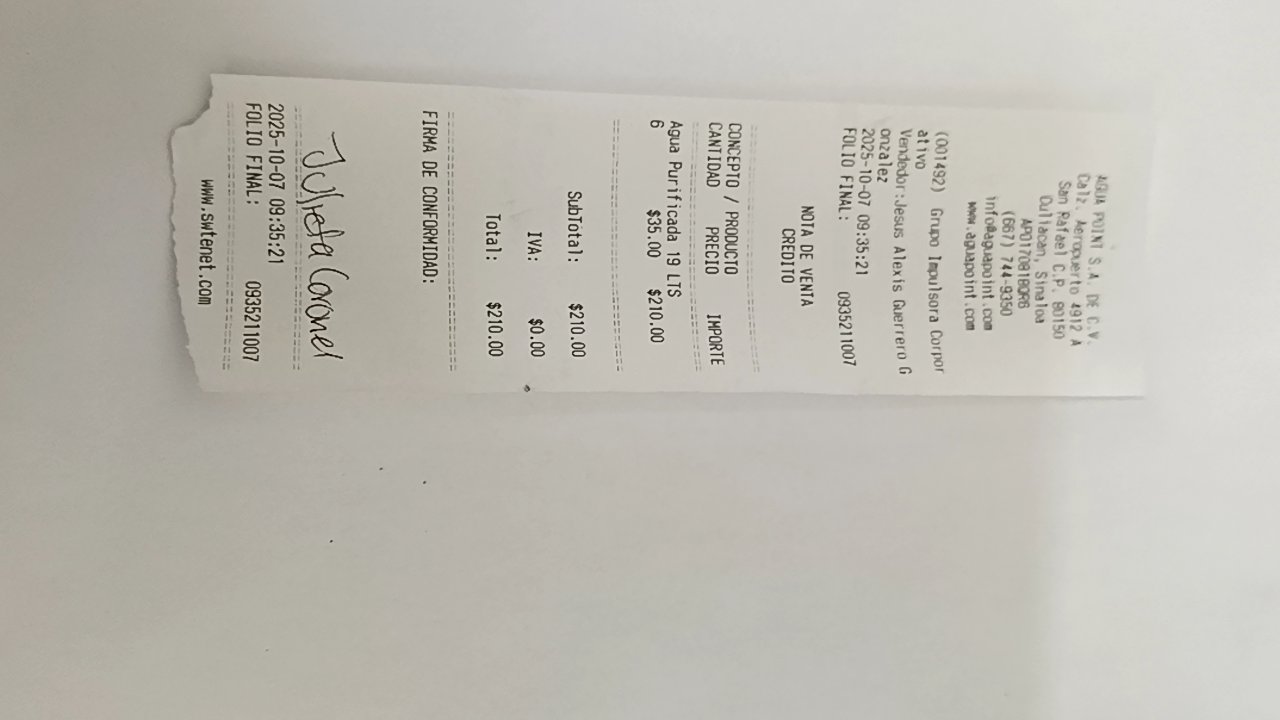 AGUA POINT S.A. DE C.V.
Calz. Aeropuerto 4912 A
San Rafael C.P. 80150
Culiacan, Sinaloa
(667) 744-9350
info@aguapoint.com
www.aguapoint.com
(001492) Grupo Impulsora Corpor
ativo
Vendedor:Jesus Alexis Guerrero G
onzalez
2025-10-07 09:35:21
FOLIO FINAL: 0935211007
NOTA DE VENTA
CREDITO
CONCEPTO / PRODUCTO
CANTIDAD PRECIO IMPORTE
Agua Purificada 19 LTS
6 $35.00 $210.00
SubTotal: $210.00
IVA: $0.00
Total: $210.00
FIRMA DE CONFORMIDAD:
Julieta Coronel
2025-10-07 09:35:21
FOLIO FINAL: 0935211007
www.swtenet.com